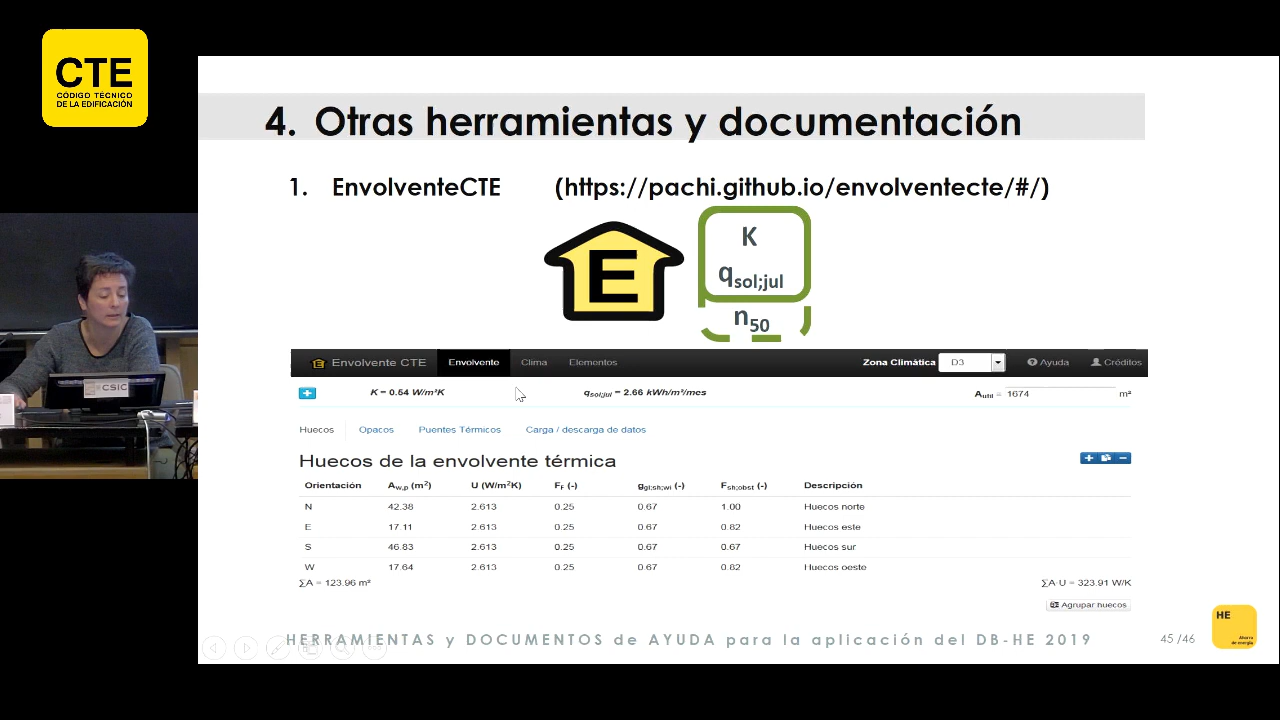 CTE
CÓDIGO TÉCNICO
DE LA EDIFICACIÓN
4. Otras herramientas y documentación
1. EnvolventeCTE (https://pachi.github.io/envolventecte/#/)
E
K
qsol;jul
n50
Envolvente CTE Envolvente Clima Elementos Zona Climática D3 Ayuda Créditos
K = 0.54 W/m²K qsol;jul = 2.66 kWh/m²/mes Autil = 1674 m²
Huecos Opacos Puentes Térmicos Carga / descarga de datos
Huecos de la envolvente térmica
Orientación Aw,p (m²) U (W/m²K) FF (-) ggl;sh;wi (-) Fsh;obst (-) Descripción
N 42.38 2.613 0.25 0.67 1.00 Huecos norte
E 17.11 2.613 0.25 0.67 0.82 Huecos este
S 46.83 2.613 0.25 0.67 0.67 Huecos sur
W 17.64 2.613 0.25 0.67 0.82 Huecos oeste
∑A = 123.96 m² ∑A·U = 323.91 W/K
Agrupar huecos
CSIC
HERRAMIENTAS y DOCUMENTOS de AYUDA para la aplicación del DB-HE 2019
45 /46
HE
Ahorro
de energía